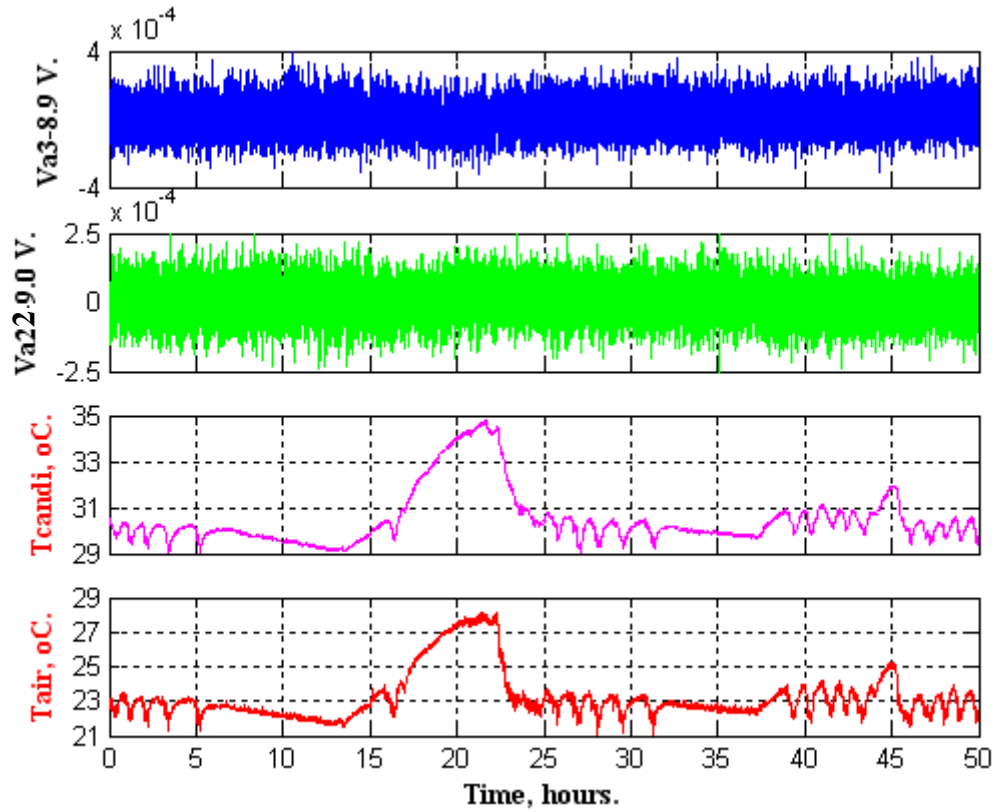 x 10-4
4
-4
Va3-8.9 V.
x 10-4
2.5
0
-2.5
Va22-9.0 V.
35
33
31
29
Tcandi, oC.
29
27
25
23
21
Tair, oC.
0 5 10 15 20 25 30 35 40 45 50
Time, hours.